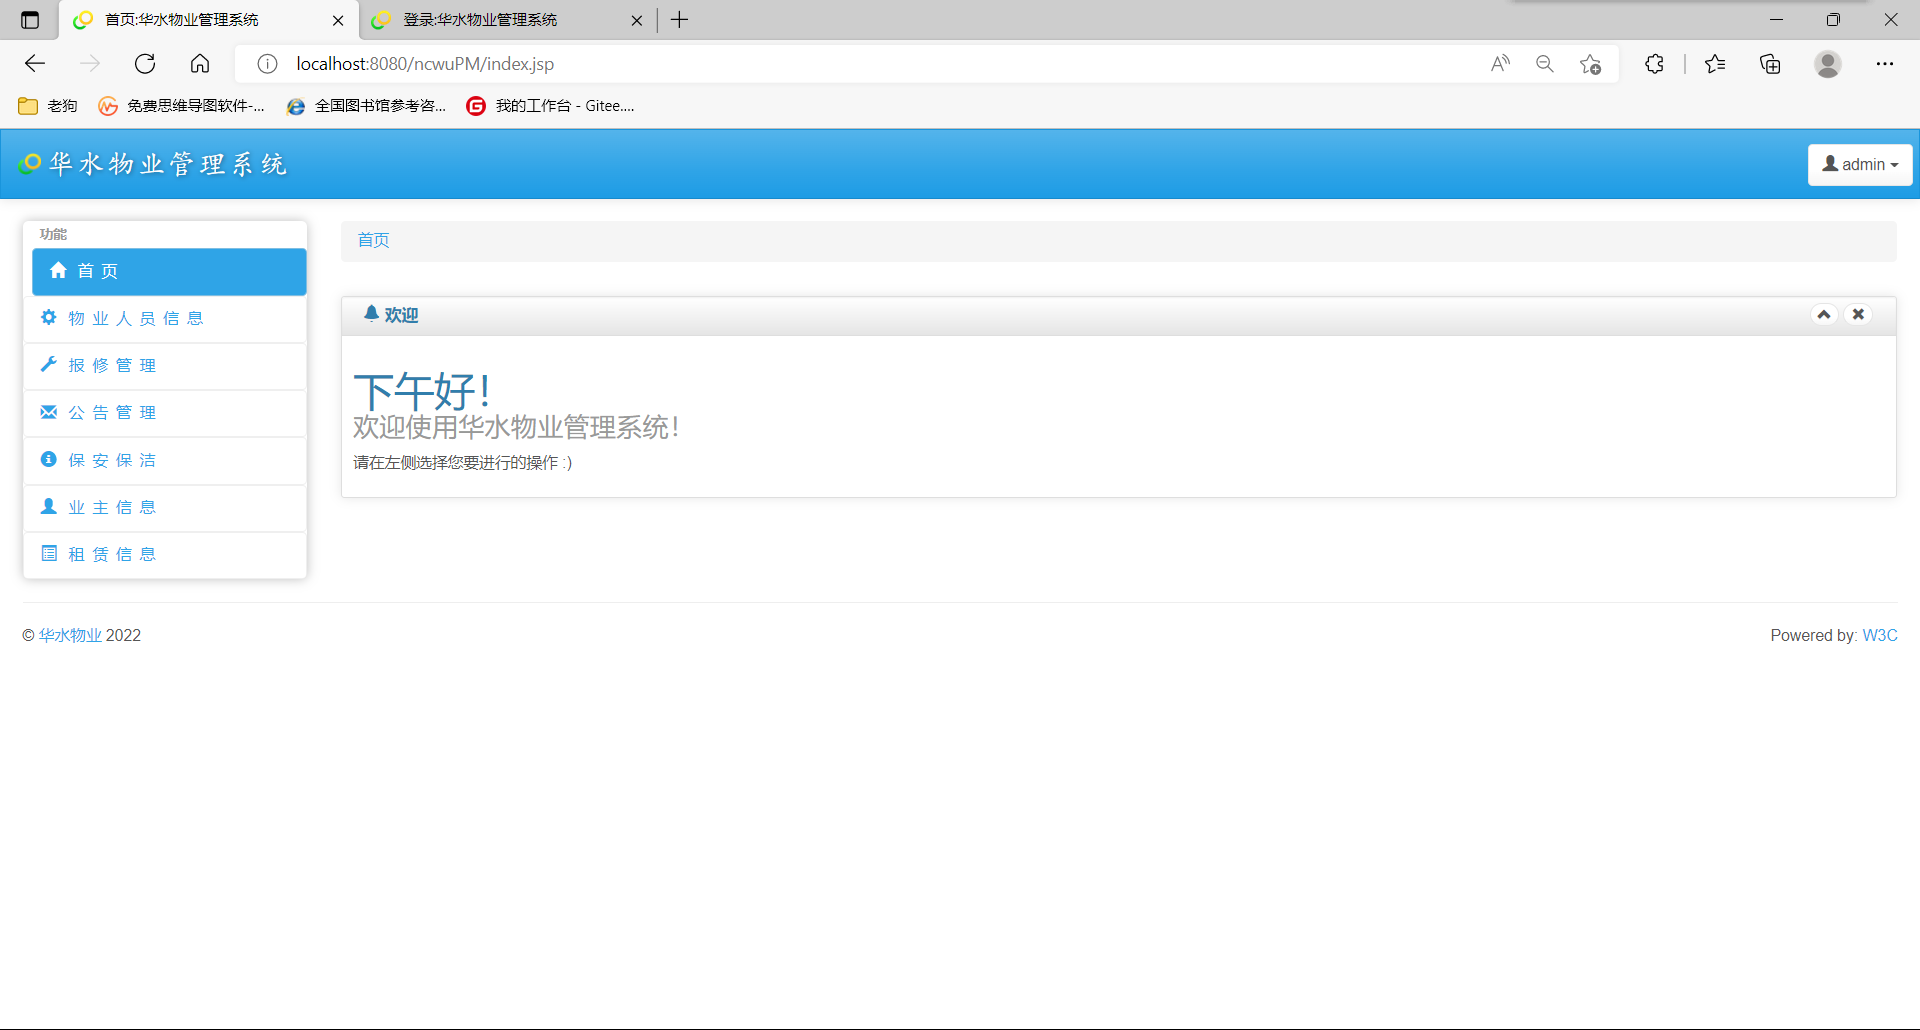 首页:华水物业管理系统
登录:华水物业管理系统
localhost:8080/ncwuPM/index.jsp
老狗
免费思维导图软件-...
全国图书馆参考咨...
我的工作台 - Gitee....
华水物业管理系统
admin
功能
首页
物业人员信息
报修管理
公告管理
保安保洁
业主信息
租赁信息
首页
欢迎
下午好！
欢迎使用华水物业管理系统！
请在左侧选择您要进行的操作 :)
© 华水物业 2022
Powered by: W3C